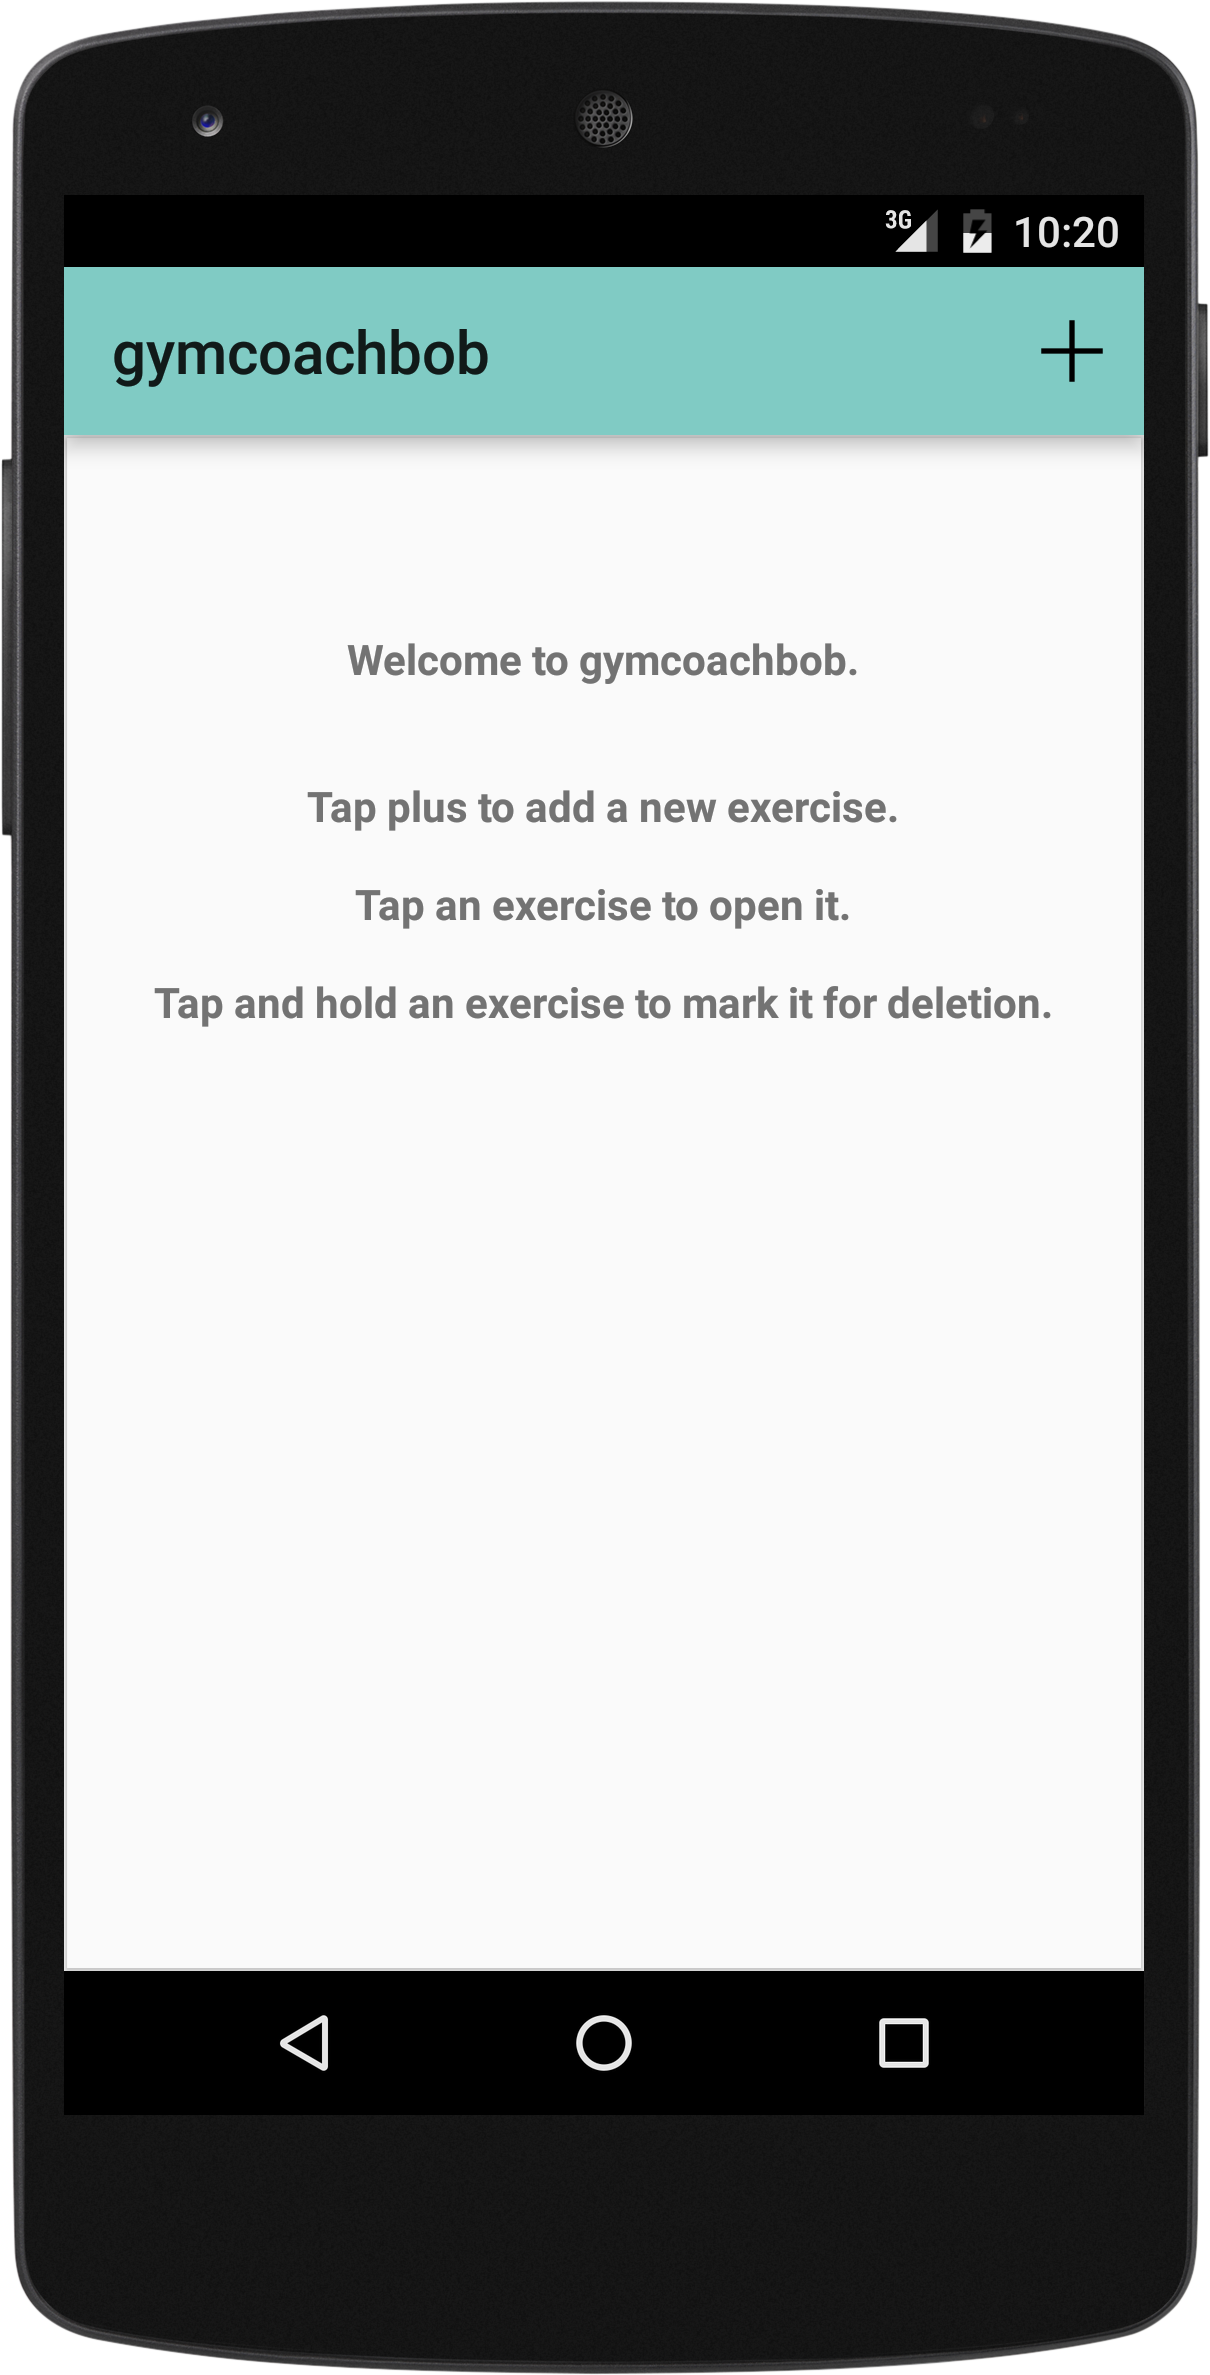 3G 10:20
gymcoachbob
Welcome to gymcoachbob.
Tap plus to add a new exercise.
Tap an exercise to open it.
Tap and hold an exercise to mark it for deletion.